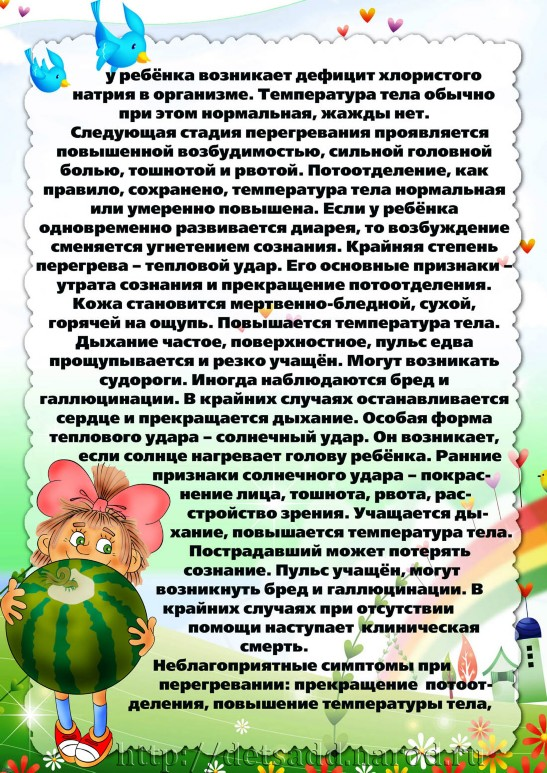 у ребёнка возникает дефицит хлористого
натрия в организме. Температура тела обычно
при этом нормальная, жажды нет.
Следующая стадия перегревания проявляется
повышенной возбудимостью, сильной головной
болью, тошнотой и рвотой. Потоотделение, как
правило, сохранено, температура тела нормальная
или умеренно повышена. Если у ребёнка
одновременно развивается диарея, то возбуждение
сменяется угнетением сознания. Крайняя степень
перегрева – тепловой удар. Его основные признаки –
утрата сознания и прекращение потоотделения.
Кожа становится мертвенно-бледной, сухой,
горячей на ощупь. Повышается температура тела.
Дыхание частое, поверхностное, пульс едва
прощупывается и резко учащён. Могут возникать
судороги. Иногда наблюдаются бред и
галлюцинации. В крайних случаях останавливается
сердце и прекращается дыхание. Особая форма
теплового удара – солнечный удар. Он возникает,
если солнце нагревает голову ребёнка. Ранние
признаки солнечного удара – покрас-
нение лица, тошнота, рвота, рас-
стройство зрения. Учащается ды-
хание, повышается температура тела.
Пострадавший может потерять
сознание. Пульс учащён, могут
возникнуть бред и галлюцинации. В
крайних случаях при отсутствии
помощи наступает клиническая
смерть.
Неблагоприятные симптомы при
перегревании: прекращение потоот-
деления, повышение температуры тела,
http://detsadd.narod.ru